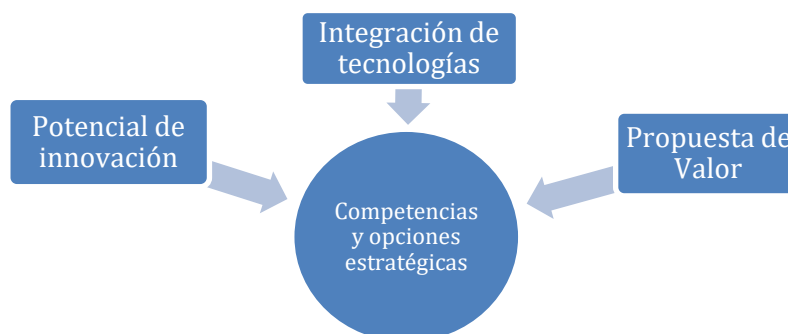 Integración de
tecnologías
Potencial de
innovación
Propuesta de
Valor
Competencias
y opciones
estratégicas